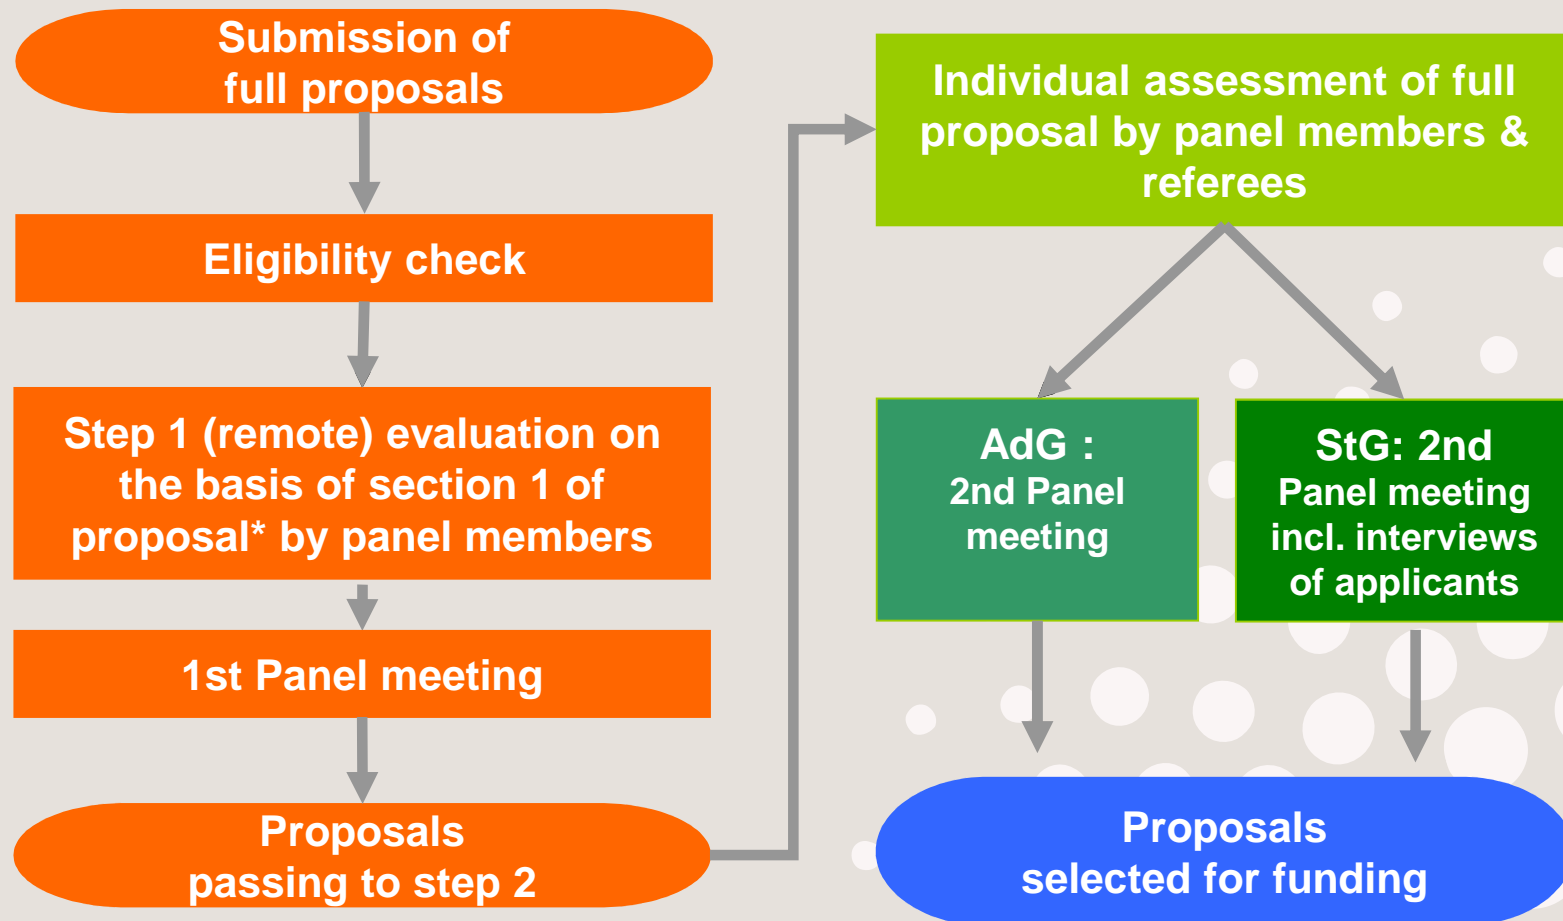 Submission of
full proposals
Eligibility check
Step 1 (remote) evaluation on
the basis of section 1 of
proposal* by panel members
1st Panel meeting
Proposals
passing to step 2
Individual assessment of full
proposal by panel members &
referees
AdG :
2nd Panel
meeting
StG: 2nd
Panel meeting
incl. interviews
of applicants
Proposals
selected for funding